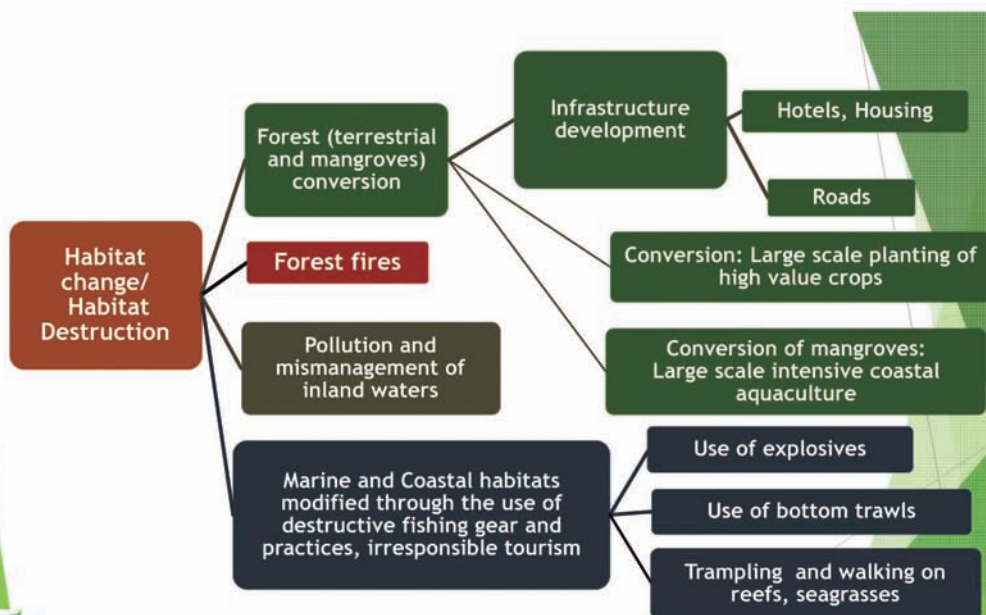 Habitat
change/
Habitat
Destruction
Forest (terrestrial
and mangroves)
conversion
Forest fires
Pollution and
mismanagement of
inland waters
Marine and Coastal habitats
modified through the use of
destructive fishing gear and
practices, irresponsible tourism
Infrastructure
development
Hotels, Housing
Roads
Conversion: Large scale planting of
high value crops
Conversion of mangroves:
Large scale intensive coastal
aquaculture
Use of explosives
Use of bottom trawls
Trampling and walking on
reefs, seagrasses